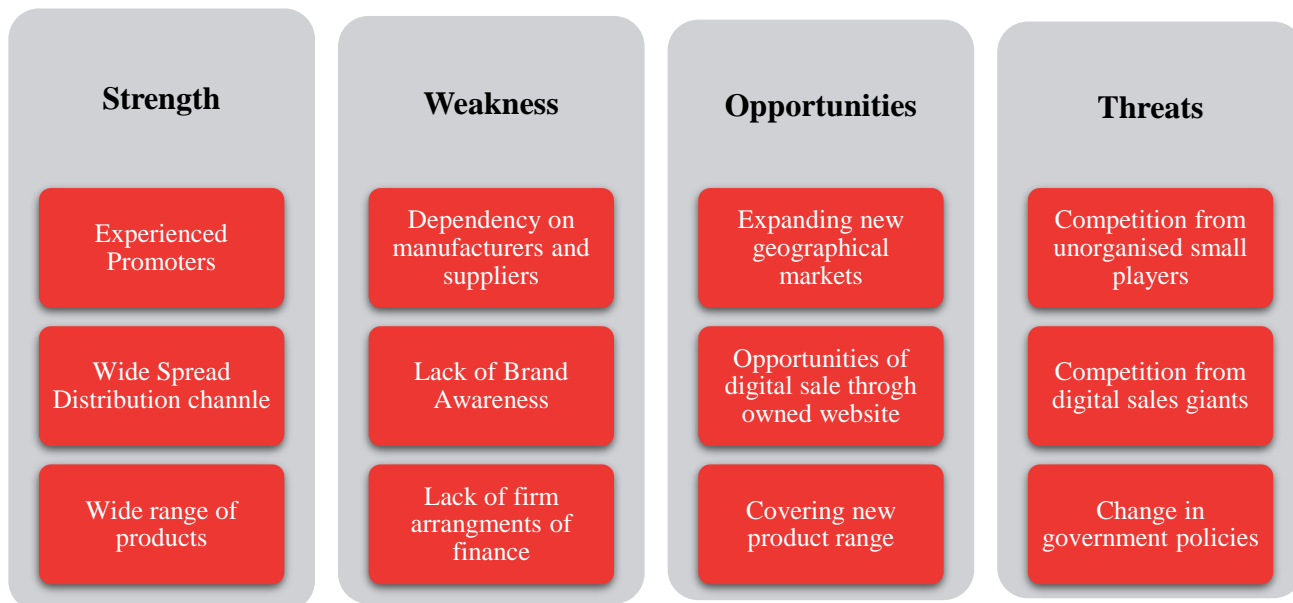 Strength
Experienced
Promoters
Wide Spread
Distribution channle
Wide range of
products
Weakness
Dependency on
manufacturers and
suppliers
Lack of Brand
Awareness
Lack of firm
arrangments of
finance
Opportunities
Expanding new
geographical
markets
Opportunities of
digital sale throgh
owned website
Covering new
product range
Threats
Competition from
unorganised small
players
Competition from
digital sales giants
Change in
government policies